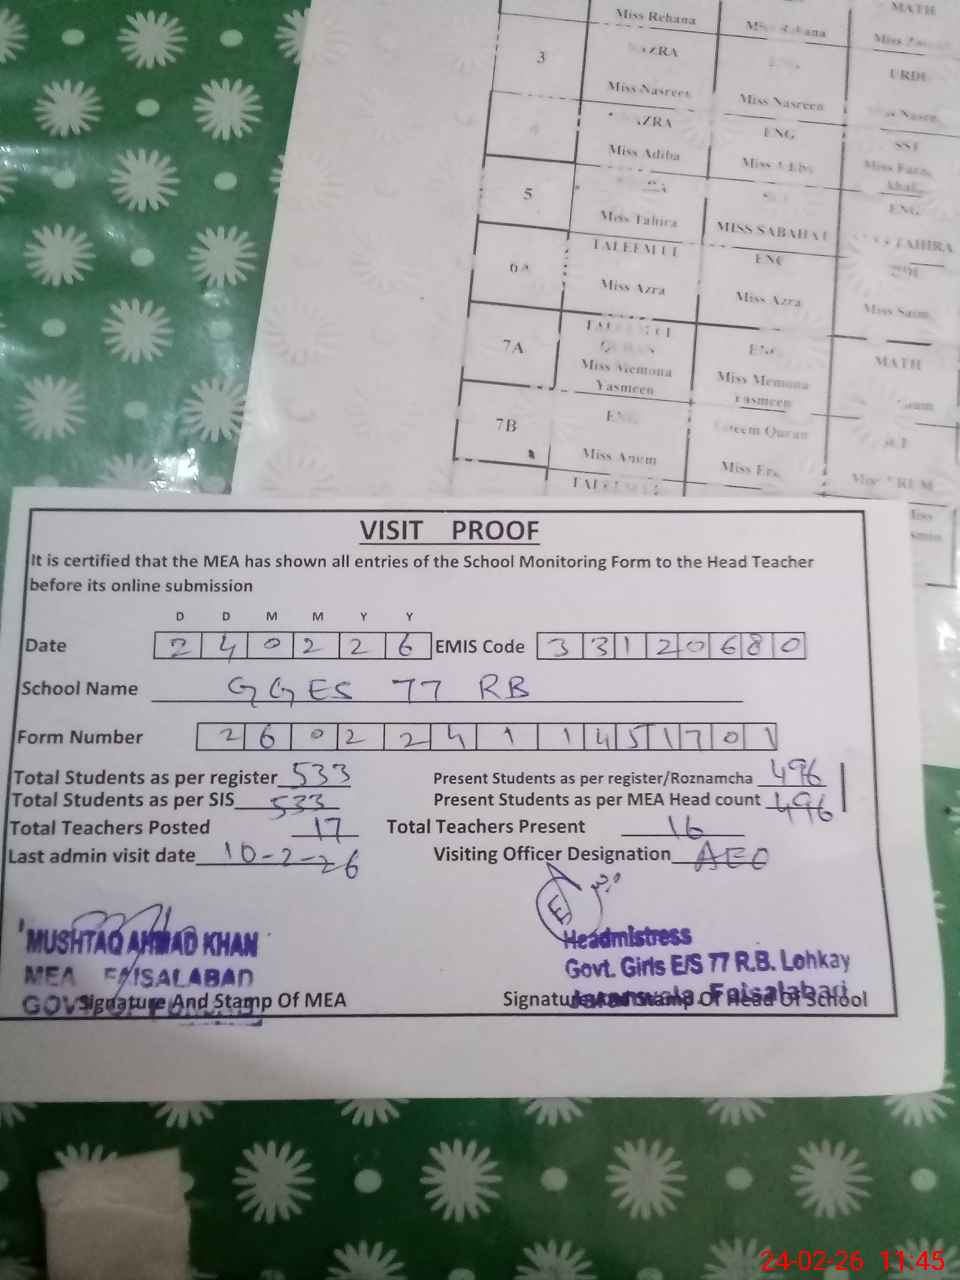 Miss Rehana
MATH
3
NAZRA
URDU
Miss Nasreen
Miss Nasreen
ENG
Miss Adiba
SST
5
ENG
Miss Tahira
MISS SABAHAT
TAHIRA
6A
TALEEM UL
ENG
Miss Azra
Miss Azra
7A
MATH
Miss Memona
Yasmeen
Miss Memona
Yasmeen
7B
ENG
Quran
Miss Anum
VISIT PROOF
It is certified that the MEA has shown all entries of the School Monitoring Form to the Head Teacher
before its online submission
D D M M Y Y
Date 2 4 0 2 2 6 EMIS Code 3 3 1 2 0 6 8 0
School Name GGES 77 RB
Form Number 2 6 0 2 2 4 1 1 4 5 1 7 0 1
Total Students as per register 533 Present Students as per register/Roznamcha 496
Total Students as per SIS 533 Present Students as per MEA Head count 496
Total Teachers Posted 17 Total Teachers Present 16
Last admin visit date 10-2-26 Visiting Officer Designation AEO
MUSHTAQ AHMAD KHAN
MEA FAISALABAD
Headmistress
Govt. Girls E/S 77 R.B. Lohkay
Jaranwala, Faisalabad
Signature And Stamp Of MEA Signature And Stamp Of Head Of School
24-02-26 11:45